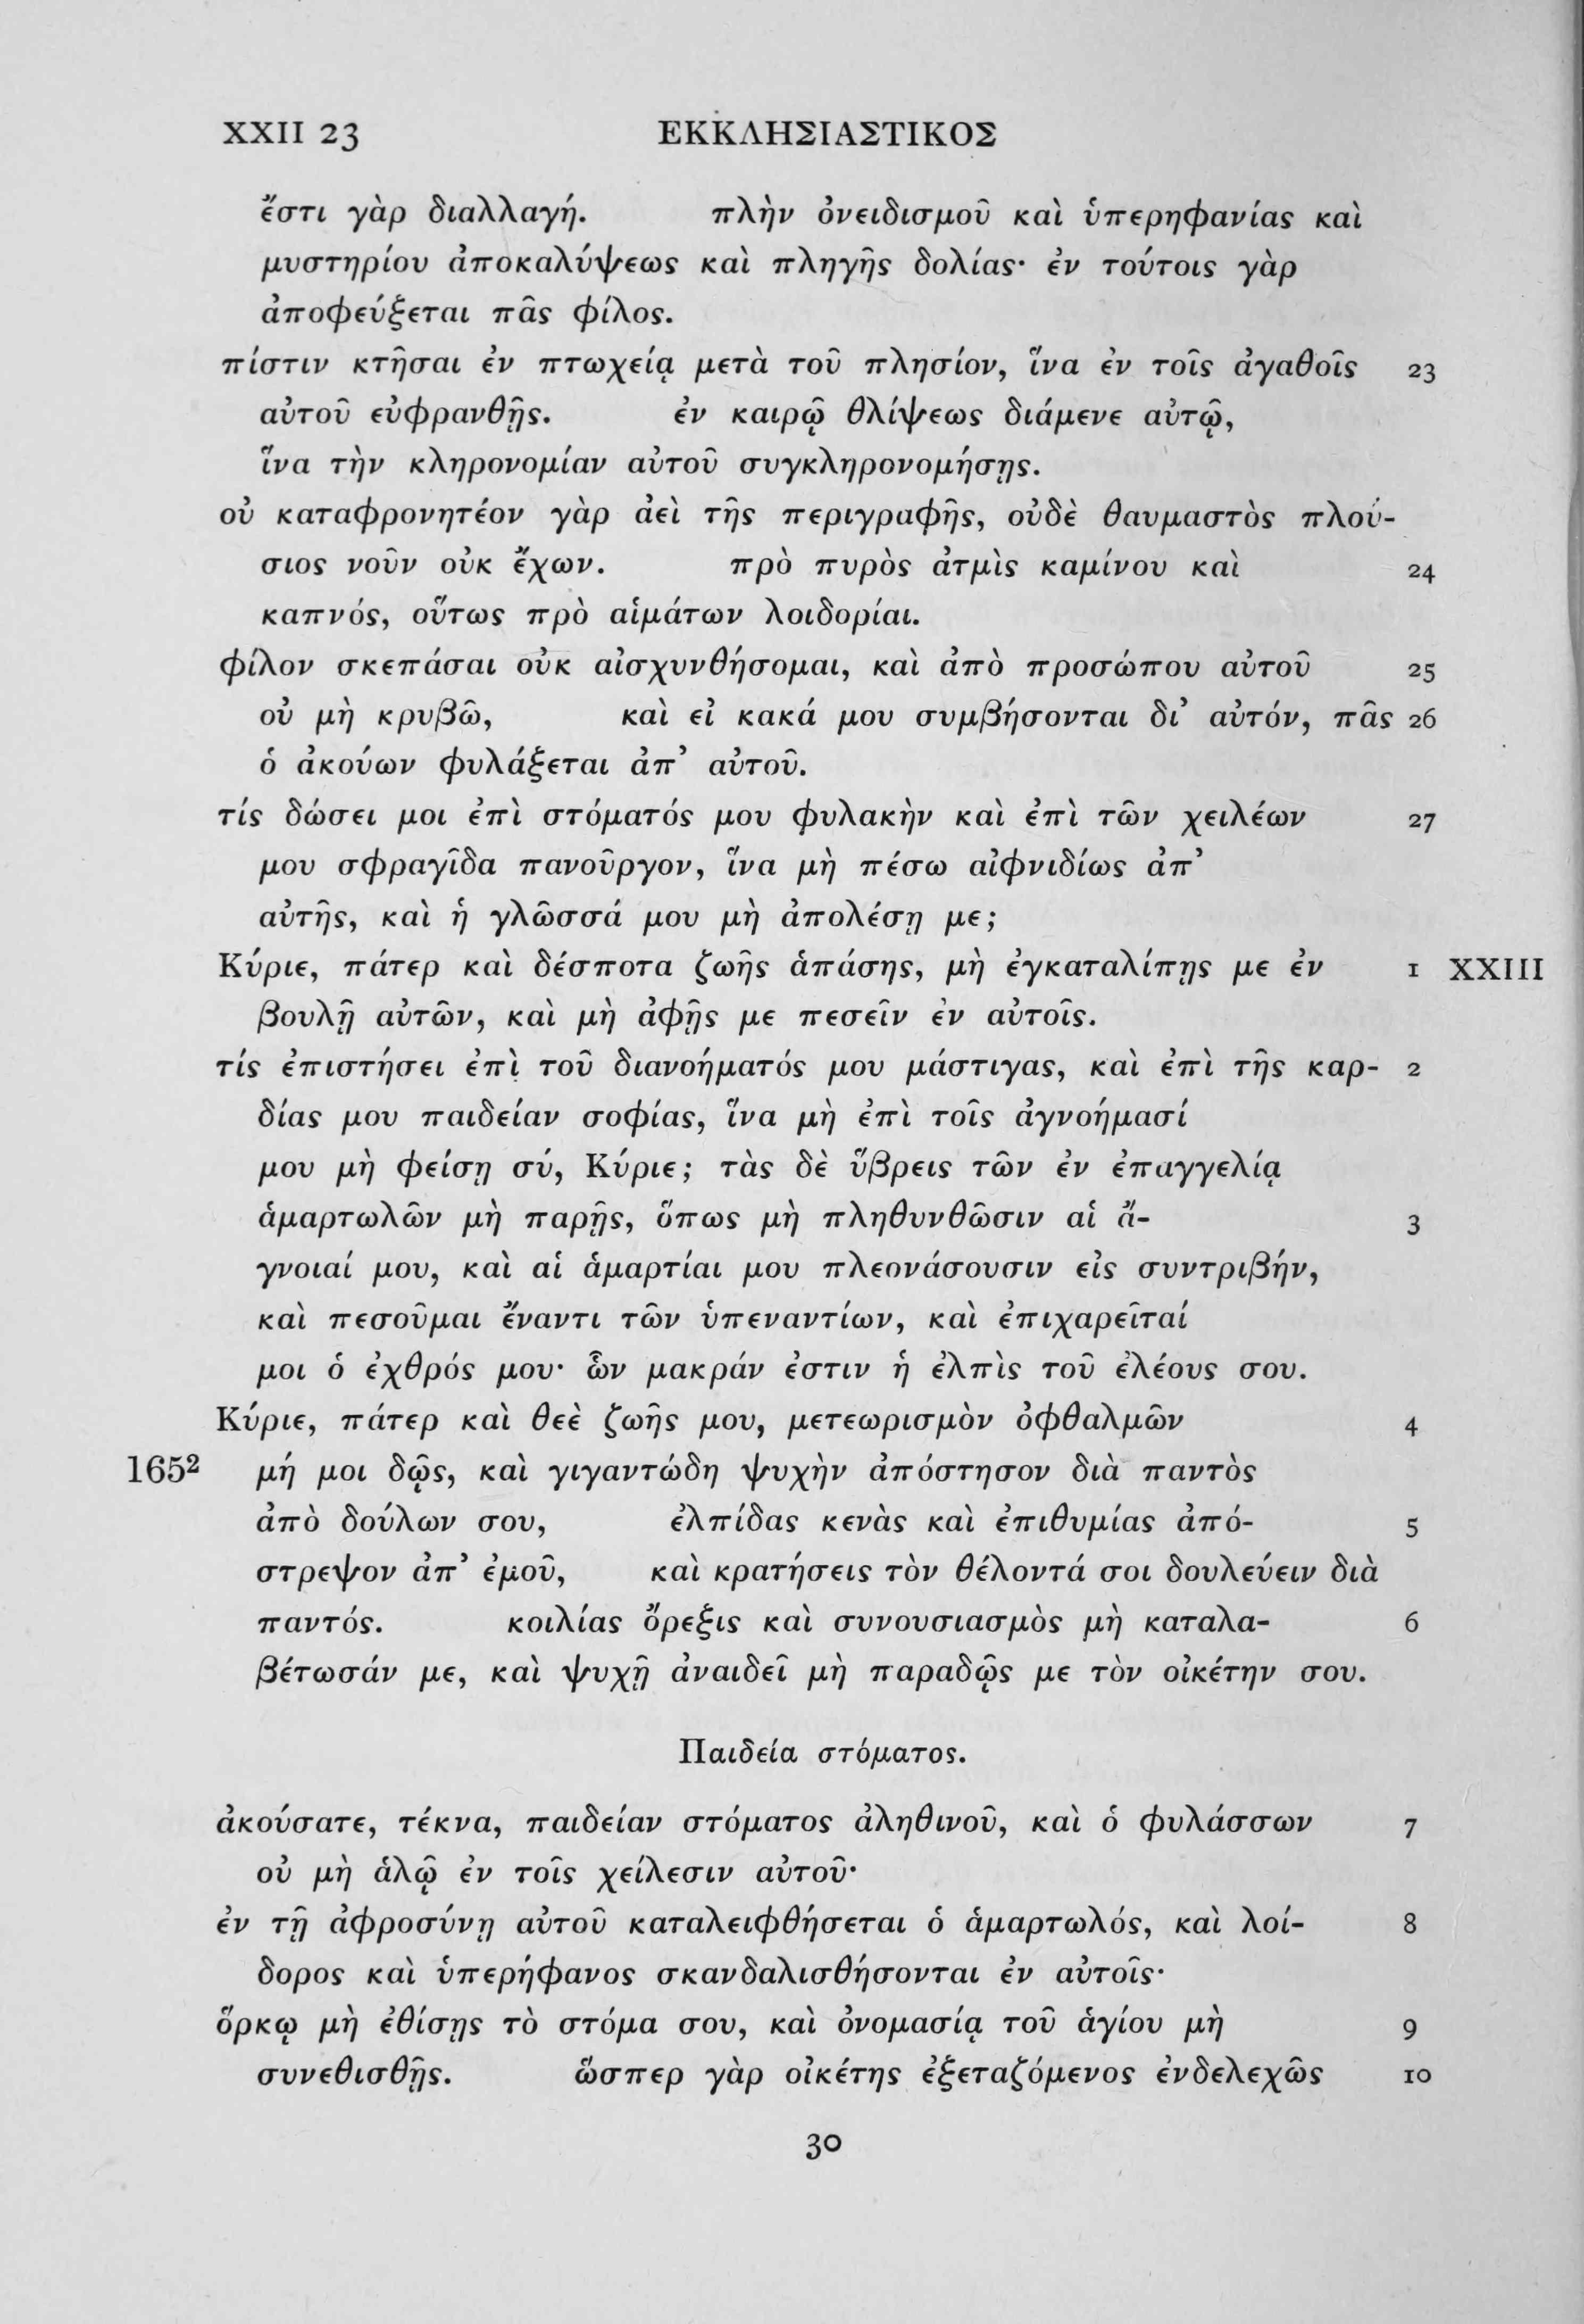 XXII 23 ΕΚΚΛΗΣΙΑΣΤΙΚΟΣ
ἔστι γὰρ διαλλαγή. πλὴν ὀνειδισμοῦ καὶ ὑπερηφανίας καὶ
μυστηρίου ἀποκαλύψεως καὶ πληγῆς δολίας· ἐν τούτοις γὰρ
ἀποφεύξεται πᾶς φίλος.
πίστιν κτῆσαι ἐν πτωχείᾳ μετὰ τοῦ πλησίον, ἵνα ἐν τοῖς ἀγαθοῖς 23
αὐτοῦ εὐφρανθῇς. ἐν καιρῷ θλίψεως διάμενε αὐτῷ,
ἵνα τὴν κληρονομίαν αὐτοῦ συγκληρονομήσῃς.
οὐ καταφρονητέον γὰρ ἀεὶ τῆς περιγραφῆς, οὐδὲ θαυμαστὸς πλού-
σιος νοῦν οὐκ ἔχων. πρὸ πυρὸς ἀτμὶς καμίνου καὶ 24
καπνός, οὕτως πρὸ αἱμάτων λοιδορίαι.
φίλον σκεπάσαι οὐκ αἰσχυνθήσομαι, καὶ ἀπὸ προσώπου αὐτοῦ 25
οὐ μὴ κρυβῶ, καὶ εἰ κακά μου συμβήσονται δι’ αὐτόν, πᾶς 26
ὁ ἀκούων φυλάξεται ἀπ’ αὐτοῦ.
τίς δώσει μοι ἐπὶ στόματός μου φυλακὴν καὶ ἐπὶ τῶν χειλέων 27
μου σφραγῖδα πανοῦργον, ἵνα μὴ πέσω αἰφνιδίως ἀπ’
αὐτῆς, καὶ ἡ γλῶσσά μου μὴ ἀπολέσῃ με;
Κύριε, πάτερ καὶ δέσποτα ζωῆς ἁπάσης, μὴ ἐγκαταλίπῃς με ἐν 1 XXIII
βουλῇ αὐτῶν, καὶ μὴ ἀφῇς με πεσεῖν ἐν αὐτοῖς.
τίς ἐπιστήσει ἐπὶ τοῦ διανοήματός μου μάστιγας, καὶ ἐπὶ τῆς καρ- 2
δίας μου παιδείαν σοφίας, ἵνα μὴ ἐπὶ τοῖς ἀγνοήμασί
μου μὴ φείσῃ σύ, Κύριε; τὰς δὲ ὕβρεις τῶν ἐν ἐπαγγελίᾳ
ἁμαρτωλῶν μὴ παρῇς, ὅπως μὴ πληθυνθῶσιν αἱ ἄ- 3
γνοιαί μου, καὶ αἱ ἁμαρτίαι μου πλεονάσουσιν εἰς συντριβήν,
καὶ πεσοῦμαι ἔναντι τῶν ὑπεναντίων, καὶ ἐπιχαρεῖταί
μοι ὁ ἐχθρός μου· ὧν μακράν ἐστιν ἡ ἐλπὶς τοῦ ἐλέους σου.
Κύριε, πάτερ καὶ θεὲ ζωῆς μου, μετεωρισμὸν ὀφθαλμῶν 4
165² μή μοι δῷς, καὶ γιγαντώδη ψυχὴν ἀπόστησον διὰ παντὸς
ἀπὸ δούλων σου, ἐλπίδας κενὰς καὶ ἐπιθυμίας ἀπό- 5
στρεψον ἀπ’ ἐμοῦ, καὶ κρατήσεις τὸν θέλοντά σοι δουλεύειν διὰ
παντός. κοιλίας ὄρεξις καὶ συνουσιασμὸς μὴ καταλα- 6
βέτωσάν με, καὶ ψυχῇ ἀναιδεῖ μὴ παραδῷς με τὸν οἰκέτην σου.
Παιδεία στόματος.
ἀκούσατε, τέκνα, παιδείαν στόματος ἀληθινοῦ, καὶ ὁ φυλάσσων 7
οὐ μὴ ἁλῷ ἐν τοῖς χείλεσιν αὐτοῦ·
ἐν τῇ ἀφροσύνῃ αὐτοῦ καταλειφθήσεται ὁ ἁμαρτωλός, καὶ λοί- 8
δορος καὶ ὑπερήφανος σκανδαλισθήσονται ἐν αὐτοῖς·
ὅρκῳ μὴ ἐθίσῃς τὸ στόμα σου, καὶ ὀνομασίᾳ τοῦ ἁγίου μὴ 9
συνεθισθῇς. ὥσπερ γὰρ οἰκέτης ἐξεταζόμενος ἐνδελεχῶς 10
30